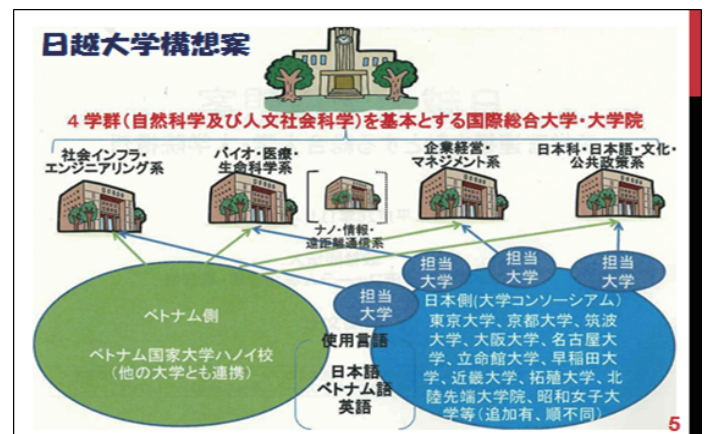 日越大学構想案
4学群(自然科学及び人文社会科学)を基本とする国際総合大学・大学院
社会インフラ・
エンジニアリング系
バイオ・医療・
生命科学系
ナノ・情報・
遠距離通信系
企業経営・
マネジメント系
日本科・日本語・文化・
公共政策系
担当
大学
担当
大学
担当
大学
担当
大学
ベトナム側
ベトナム国家大学ハノイ校
(他の大学とも連携)
使用言語
日本語
ベトナム語
英語
日本側(大学コンソーシアム)
東京大学、京都大学、筑波
大学、大阪大学、名古屋大
学、立命館大学、早稲田大
学、近畿大学、拓殖大学、北
陸先端大学院、昭和女子大
学等(追加有、順不同)
5